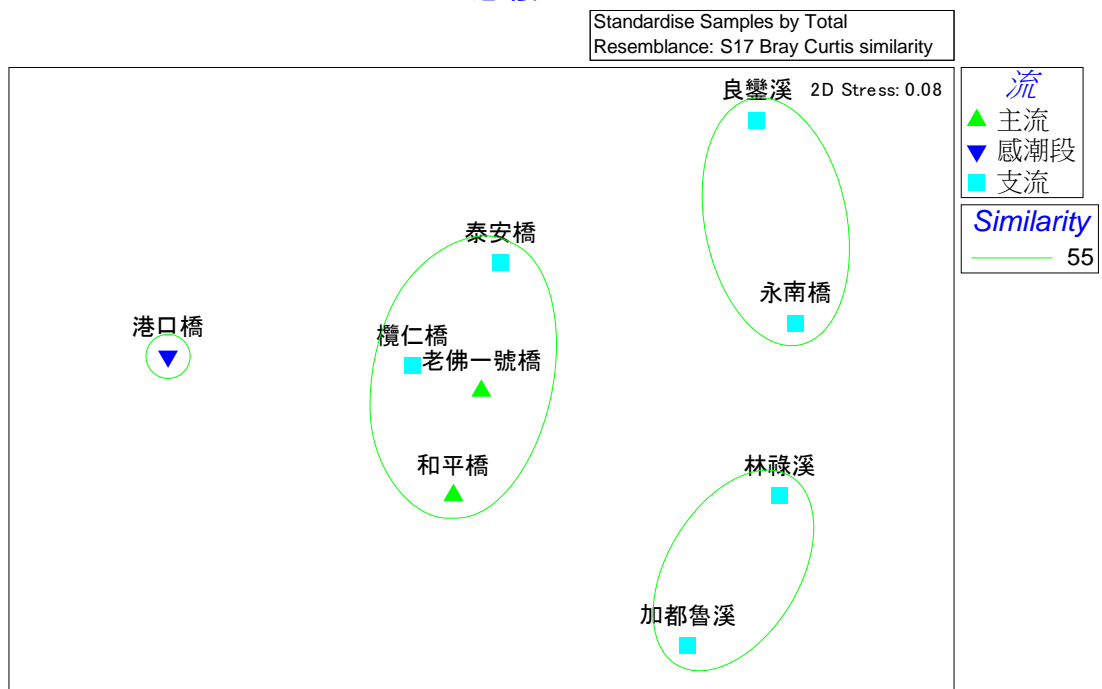 Standardise Samples by Total
Resemblance: S17 Bray Curtis similarity
良鑾溪
2D Stress: 0.08
流
主流
感潮段
支流
Similarity
55
泰安橋
永南橋
港口橋
欖仁橋
老佛一號橋
和平橋
林祿溪
加都魯溪